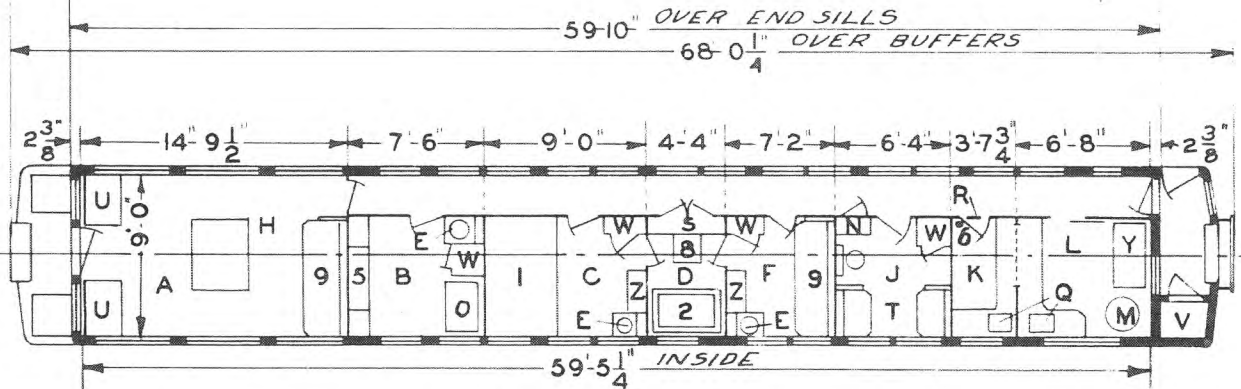 59-10" OVER END SILLS
68-0 1/4" OVER BUFFERS
2 3/8" 14"-9 1/2 7'-6" 9'-0" 4-4" 7'-2" 6'-4" 3'-7 3/4 6'-8" 2 3/8"
U 9'-0" H E W S W N W R L Y
A 9 5 B W 1 C 8 D F 9 J K 6
U O E Z 2 Z E T Q M V
59'-5 1/4" INSIDE